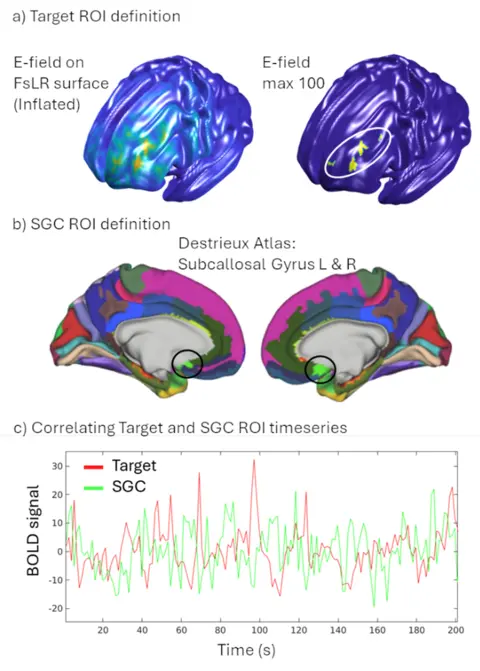 a) Target ROI definition
E-field on
FsLR surface
(Inflated)
E-field
max 100
b) SGC ROI definition
Destrieux Atlas:
Subcallosal Gyrus L & R
c) Correlating Target and SGC ROI timeseries
Target
SGC
BOLD signal
30
20
10
0
-10
-20
20
40
60
80
100
120
140
160
180
200
Time (s)